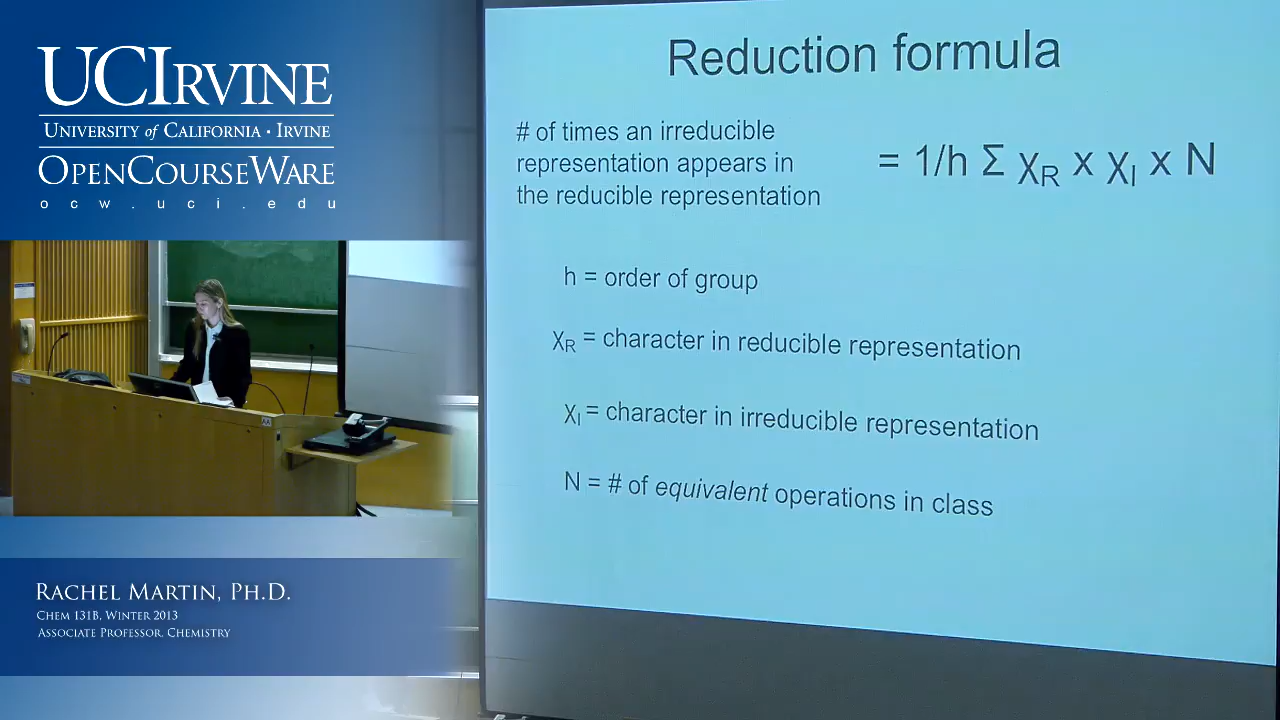 UCIRVINE
UNIVERSITY of CALIFORNIA · IRVINE
OPENCOURSEWARE
ocw.uci.edu
RACHEL MARTIN, PH.D.
CHEM 131B, WINTER 2013
ASSOCIATE PROFESSOR, CHEMISTRY
Reduction formula
# of times an irreducible
representation appears in
the reducible representation
= 1/h Σ χR x χI x N
h = order of group
χR = character in reducible representation
χI = character in irreducible representation
N = # of equivalent operations in class